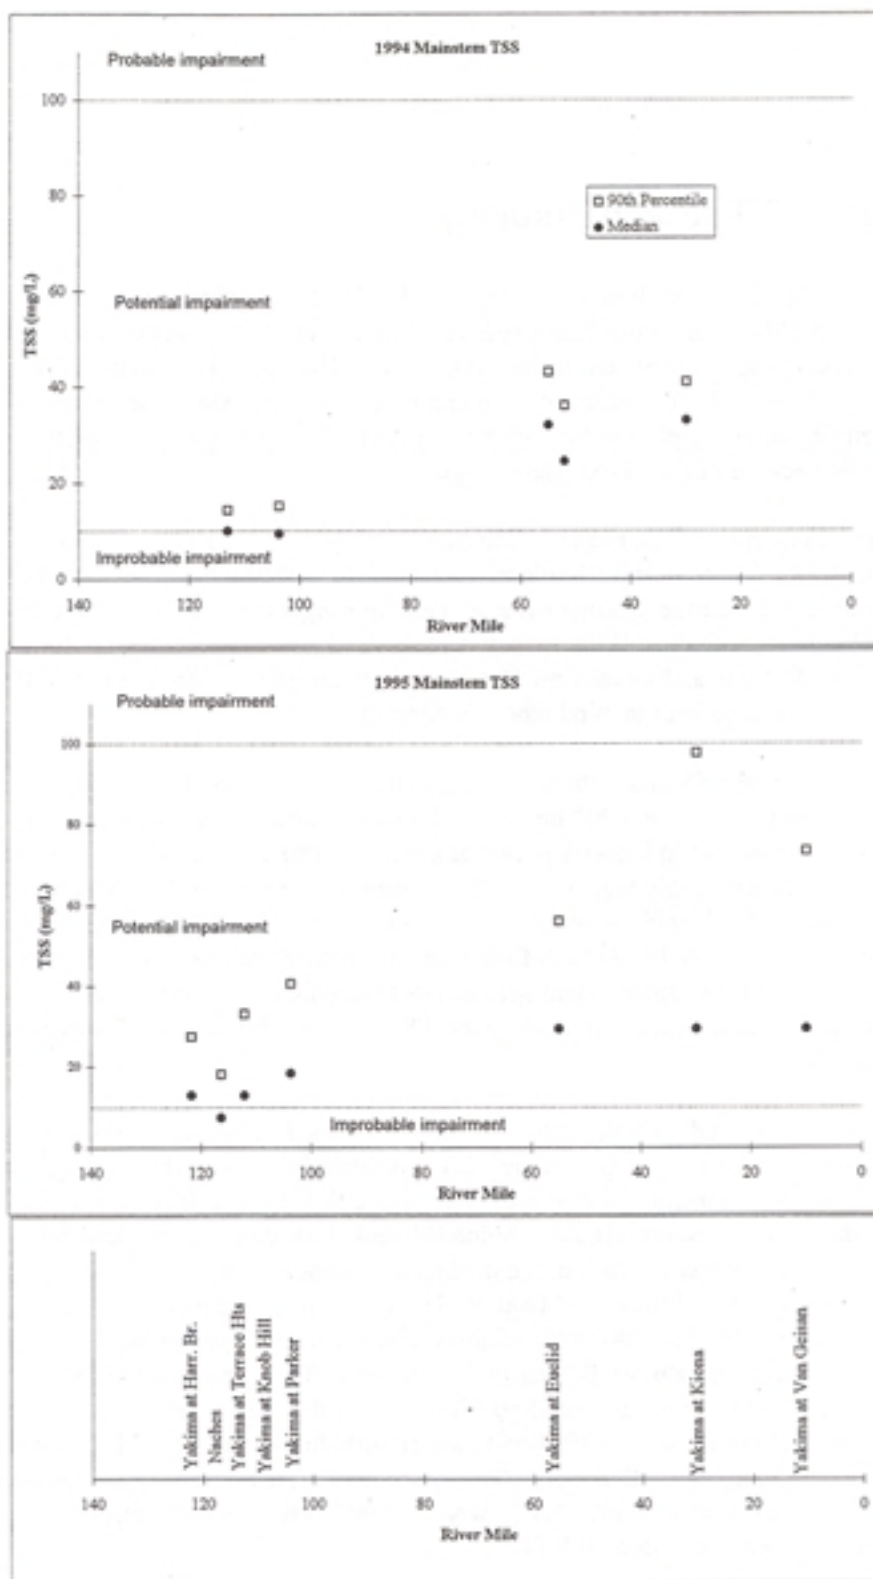 1994 Mainstem TSS
Probable impairment
100
80
90th Percentile
Median
60
Potential impairment
TSS (mg/L)
40
20
Improbable impairment
0
140 120 100 80 60 40 20 0
River Mile
1995 Mainstem TSS
Probable impairment
100
80
TSS (mg/L)
60
Potential impairment
40
20
Improbable impairment
0
140 120 100 80 60 40 20 0
River Mile
Yakima at Harr. Br.
Naches
Yakima at Terrace Hts
Yakima at Knob Hill
Yakima at Parker
Yakima at Euclid
Yakima at Kiona
Yakima at Van Geisan
140 120 100 80 60 40 20 0
River Mile